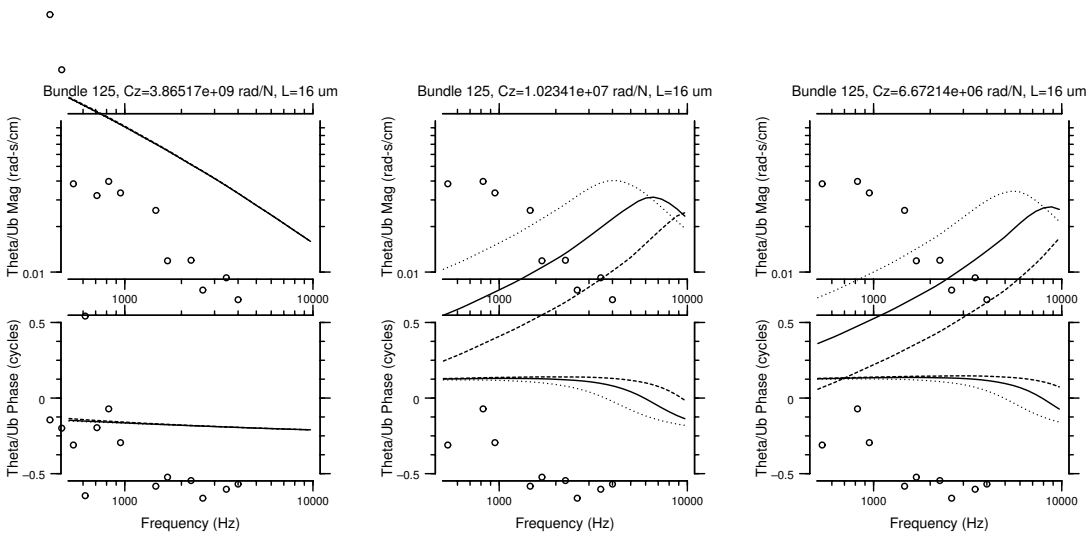 Bundle 125, Cz=3.86517e+09 rad/N, L=16 um
Theta/Ub Mag (rad-s/cm)
0.01
1000 10000
Theta/Ub Phase (cycles)
0.5
0
−0.5
1000 10000
Frequency (Hz)
Bundle 125, Cz=1.02341e+07 rad/N, L=16 um
Theta/Ub Mag (rad-s/cm)
0.01
1000 10000
Theta/Ub Phase (cycles)
0.5
0
−0.5
1000 10000
Frequency (Hz)
Bundle 125, Cz=6.67214e+06 rad/N, L=16 um
Theta/Ub Mag (rad-s/cm)
0.01
1000 10000
Theta/Ub Phase (cycles)
0.5
0
−0.5
1000 10000
Frequency (Hz)